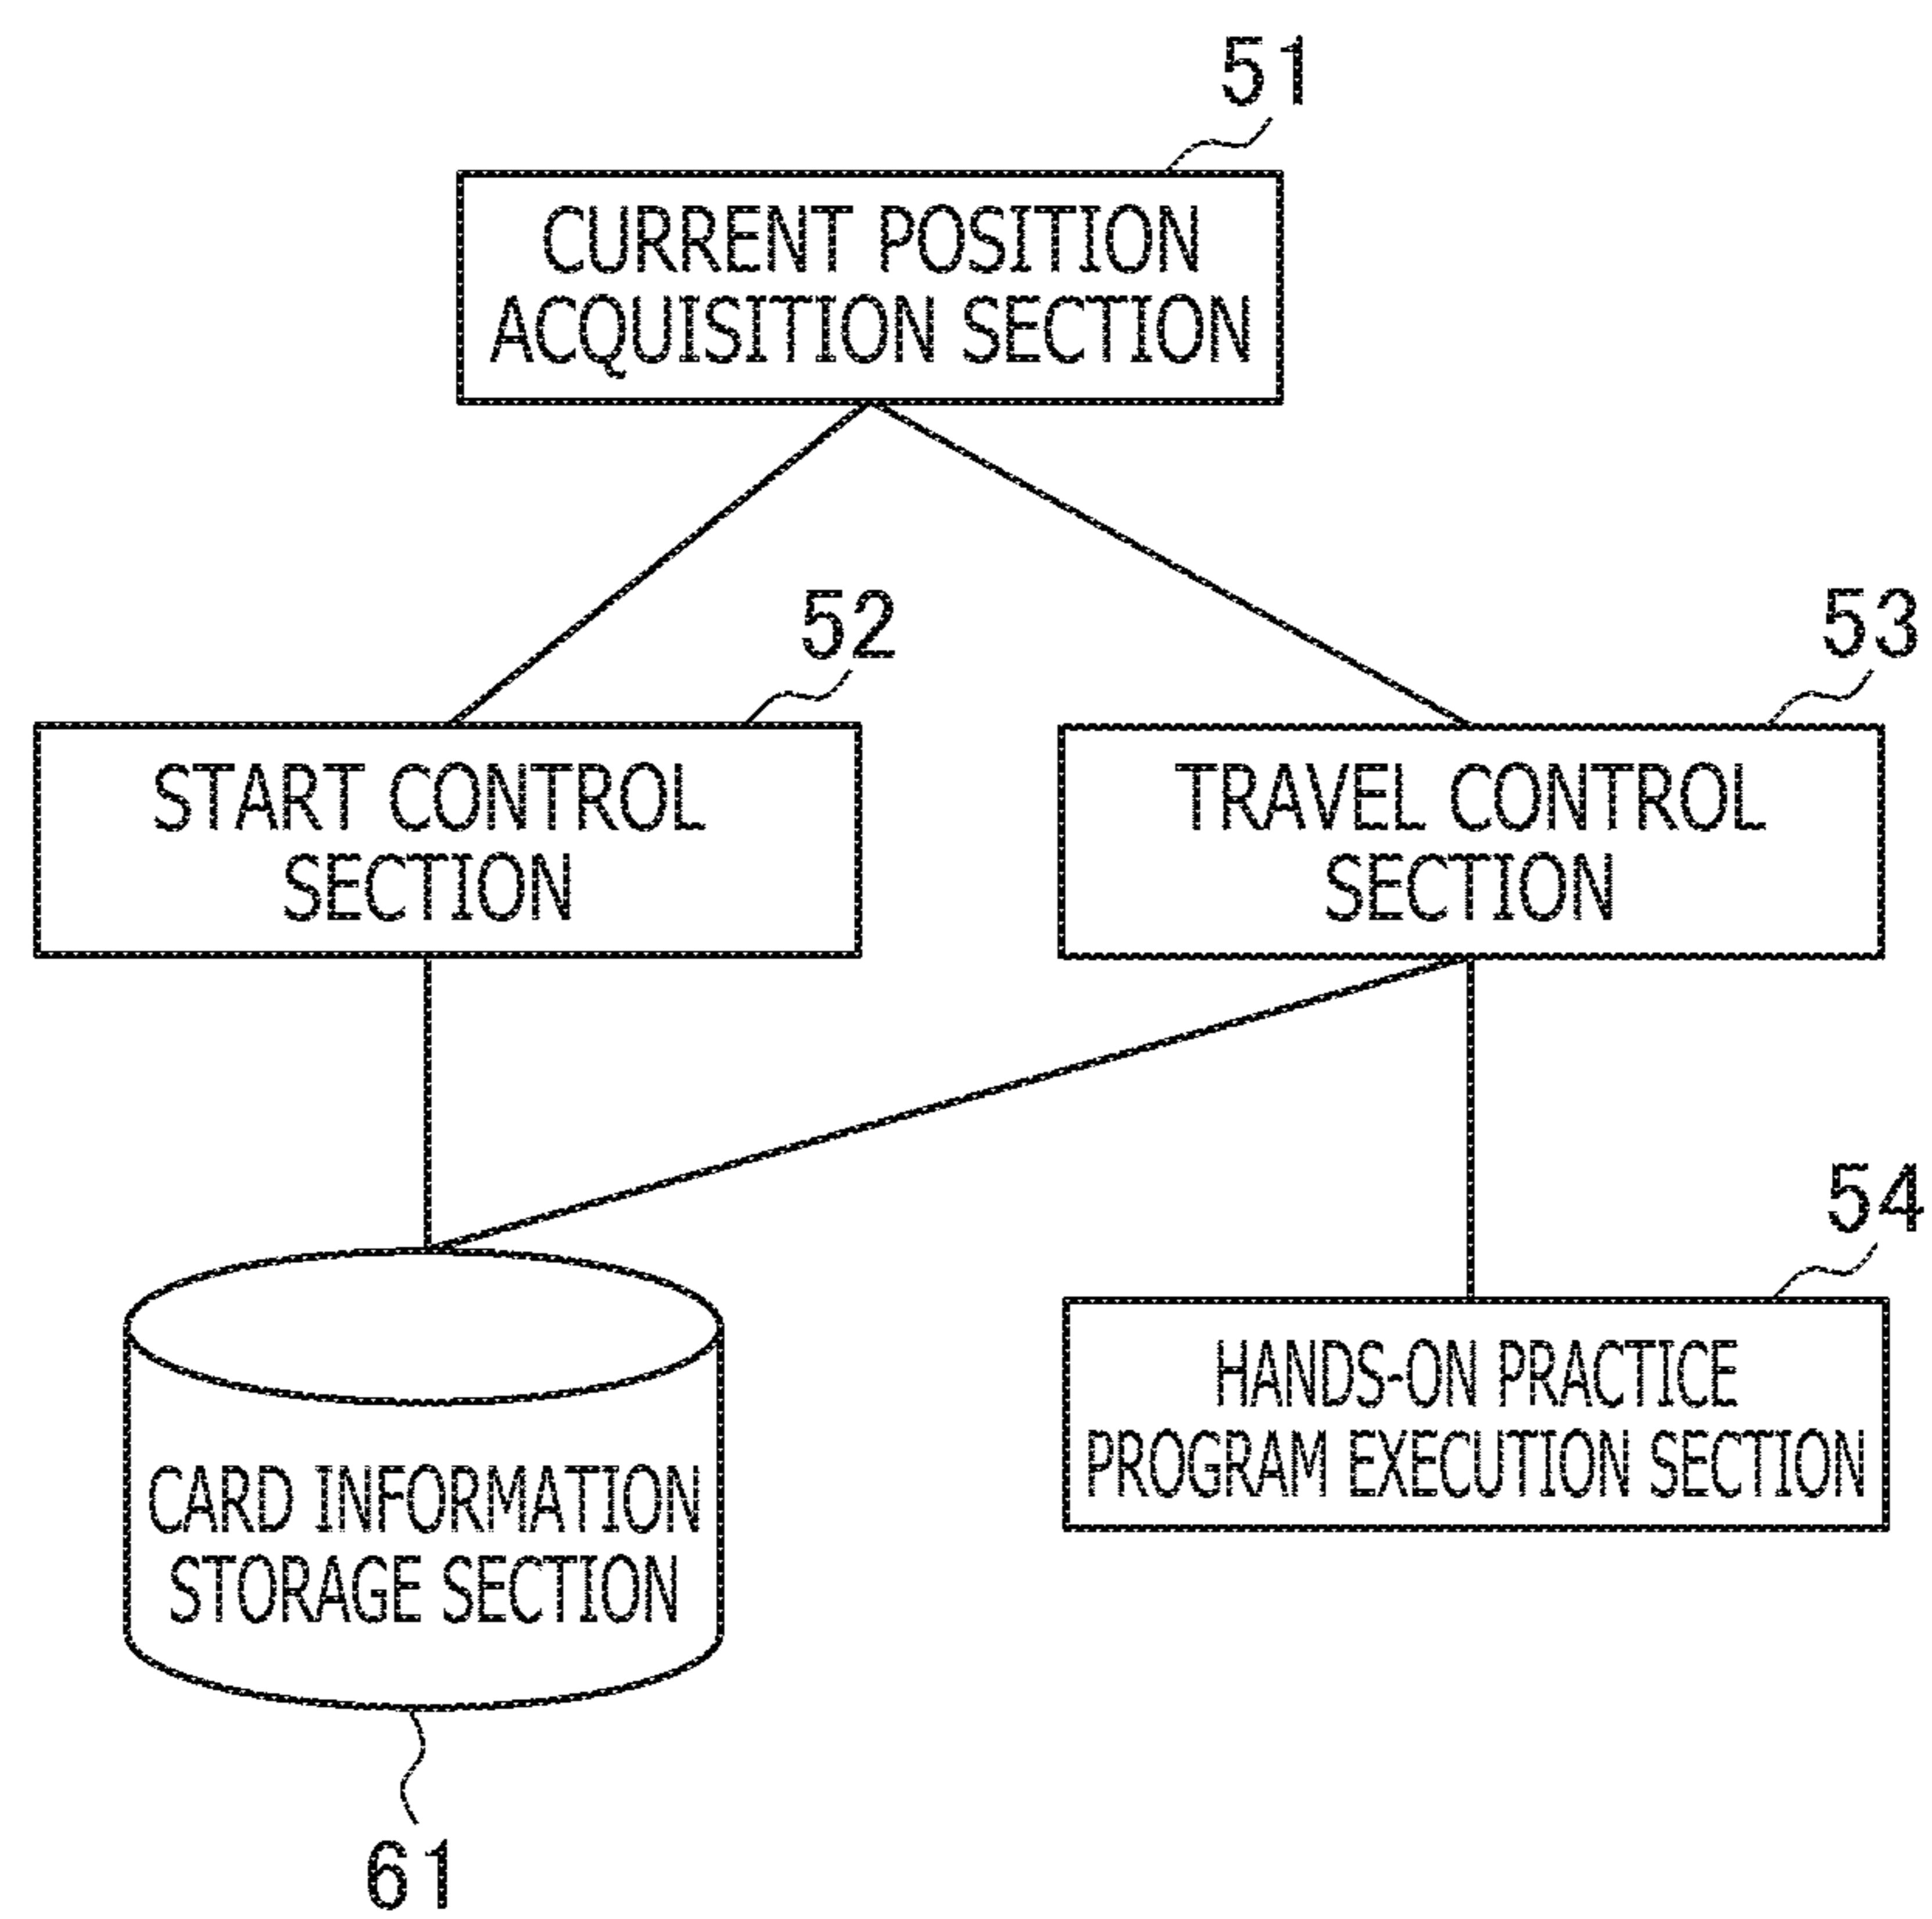 51
CURRENT POSITION
ACQUISITION SECTION
52
START CONTROL
SECTION
53
TRAVEL CONTROL
SECTION
54
HANDS-ON PRACTICE
PROGRAM EXECUTION SECTION
CARD INFORMATION
STORAGE SECTION
61